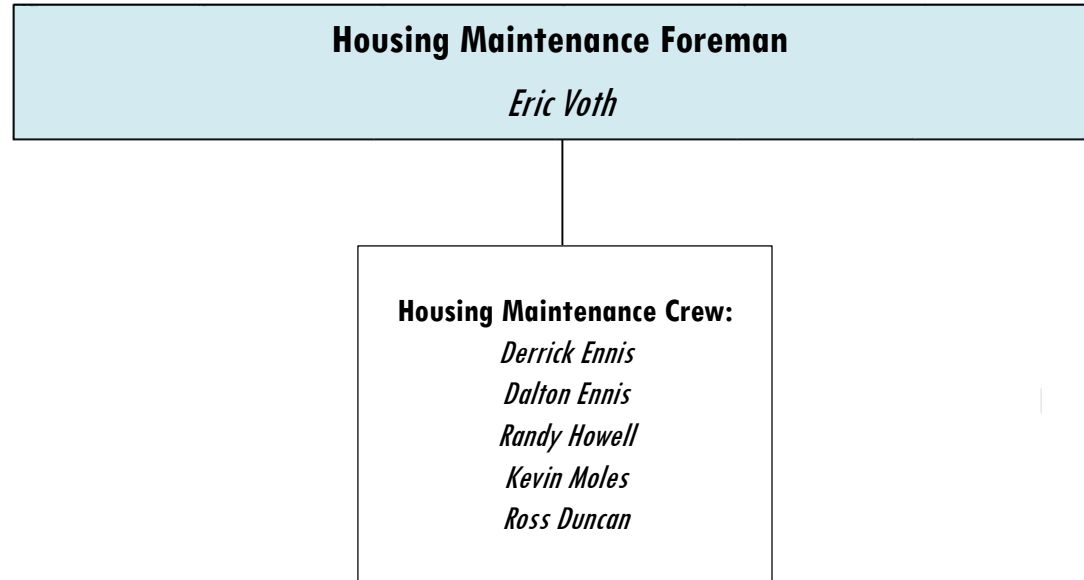 Housing Maintenance Foreman
Eric Voth
Housing Maintenance Crew:
Derrick Ennis
Dalton Ennis
Randy Howell
Kevin Moles
Ross Duncan